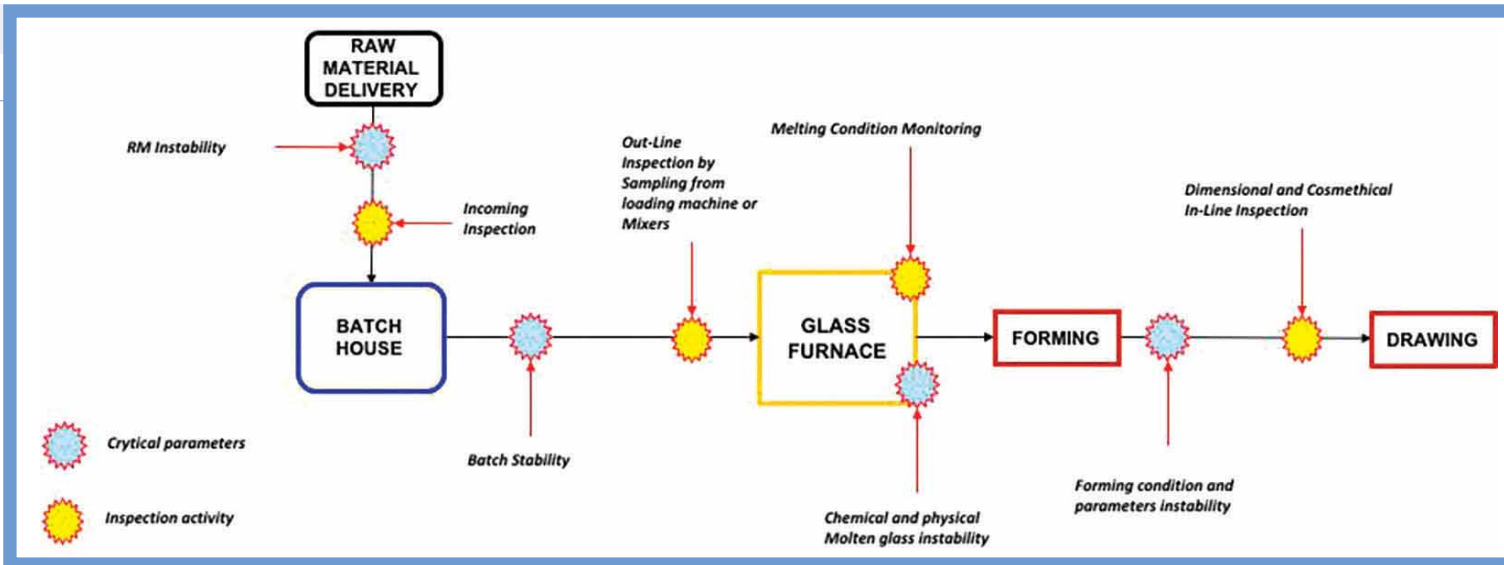 RAW
MATERIAL
DELIVERY
RM Instability
Incoming
Inspection
Out-Line
Inspection by
Sampling from
loading machine or
Mixers
Melting Condition Monitoring
Dimensional and Cosmethical
In-Line Inspection
BATCH
HOUSE
GLASS
FURNACE
FORMING
DRAWING
Crytical parameters
Batch Stability
Inspection activity
Chemical and physical
Molten glass instability
Forming condition and
parameters instability